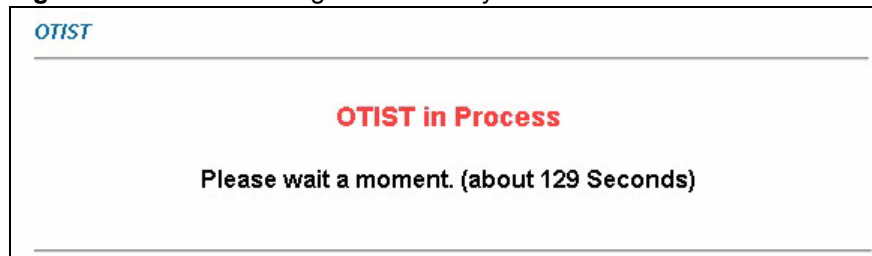 OTIST
OTIST in Process
Please wait a moment. (about 129 Seconds)